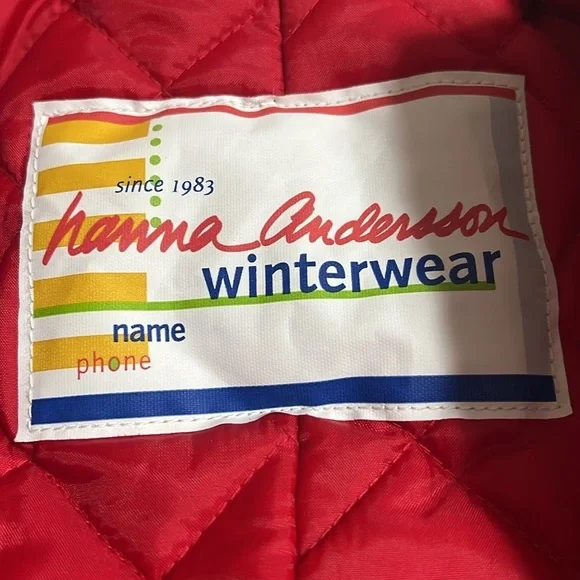 since 1983
hanna Andersson
winterwear
name
phone